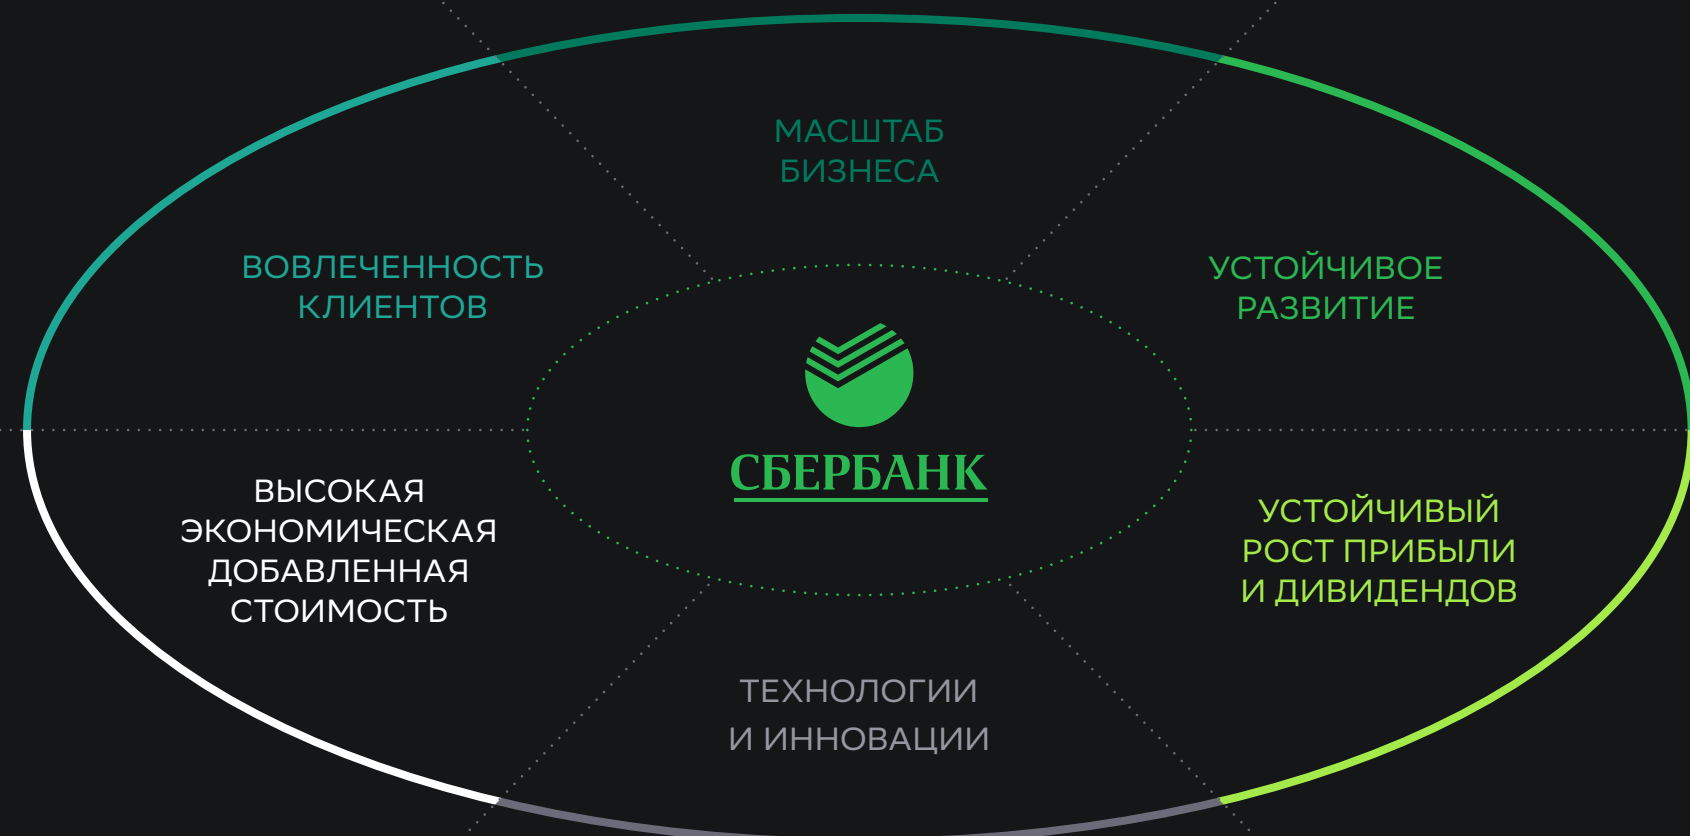 МАСШТАБ
БИЗНЕСА
ВОВЛЕЧЕННОСТЬ
КЛИЕНТОВ
УСТОЙЧИВОЕ
РАЗВИТИЕ
СБЕРБАНК
ВЫСОКАЯ
ЭКОНОМИЧЕСКАЯ
ДОБАВЛЕННАЯ
СТОИМОСТЬ
УСТОЙЧИВЫЙ
РОСТ ПРИБЫЛИ
И ДИВИДЕНДОВ
ТЕХНОЛОГИИ
И ИННОВАЦИИ